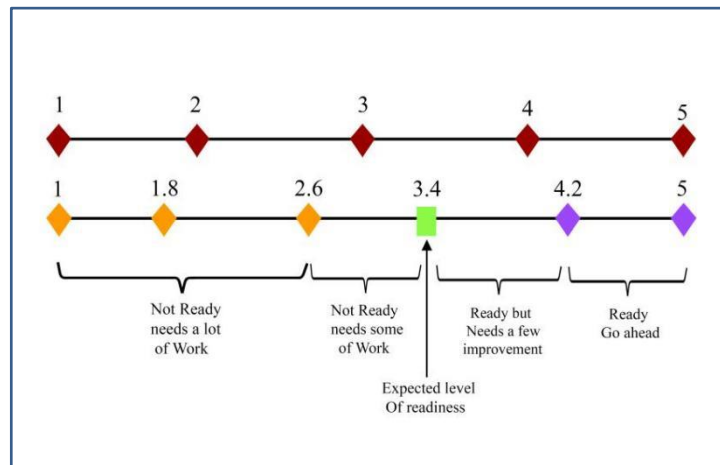 1 2 3 4 5
1 1.8 2.6 3.4 4.2 5
Not Ready
needs a lot
of Work
Not Ready
needs some
of Work
Ready but
Needs a few
improvement
Ready
Go ahead
Expected level
Of readiness